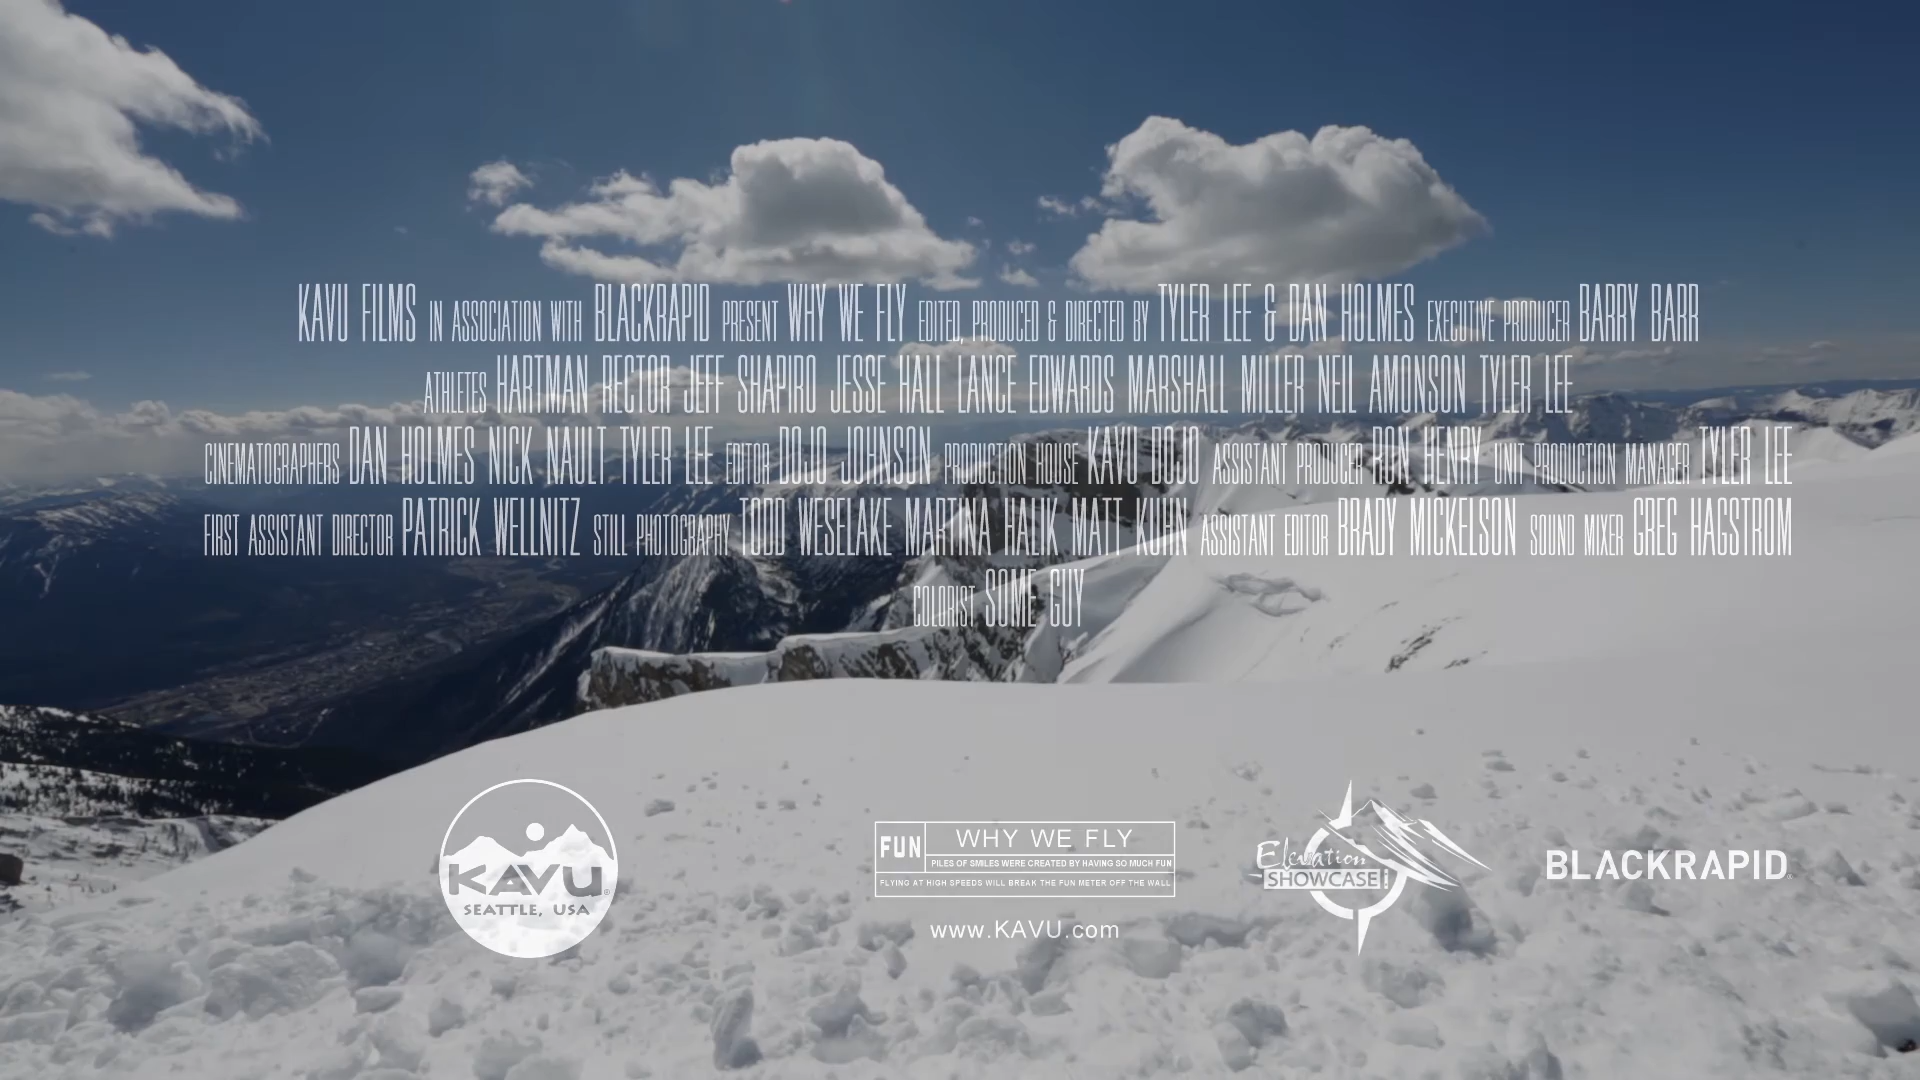 KAVU FILMS IN ASSOCIATION WITH BLACKRAPID PRESENT WHY WE FLY EDITED, PRODUCED & DIRECTED BY TYLER LEE & DAN HOLMES EXECUTIVE PRODUCER BARRY BARR
ATHLETES HARTMAN RECTOR JEFF SHAPIRO JESSE HALL LANCE EDWARDS MARSHALL MILLER NEIL AMONSON TYLER LEE
CINEMATOGRAPHERS DAN HOLMES NICK NAULT TYLER LEE EDITOR DOJO JOHNSON PRODUCTION HOUSE KAVU DOJO ASSISTANT PRODUCER RON HENRY UNIT PRODUCTION MANAGER TYLER LEE
FIRST ASSISTANT DIRECTOR PATRICK WELLNITZ STILL PHOTOGRAPHY TODD WESELAKE MARTINA HALIK MATT KUHN ASSISTANT EDITOR BRADY MICKELSON SOUND MIXER GREG HAGSTROM
COLORIST SOME GUY
KAVU®
SEATTLE, USA
FUN WHY WE FLY
PILES OF SMILES WERE CREATED BY HAVING SO MUCH FUN
FLYING AT HIGH SPEEDS WILL BREAK THE FUN METER OFF THE WALL
www.KAVU.com
Elevation
SHOWCASE
BLACKRAPID